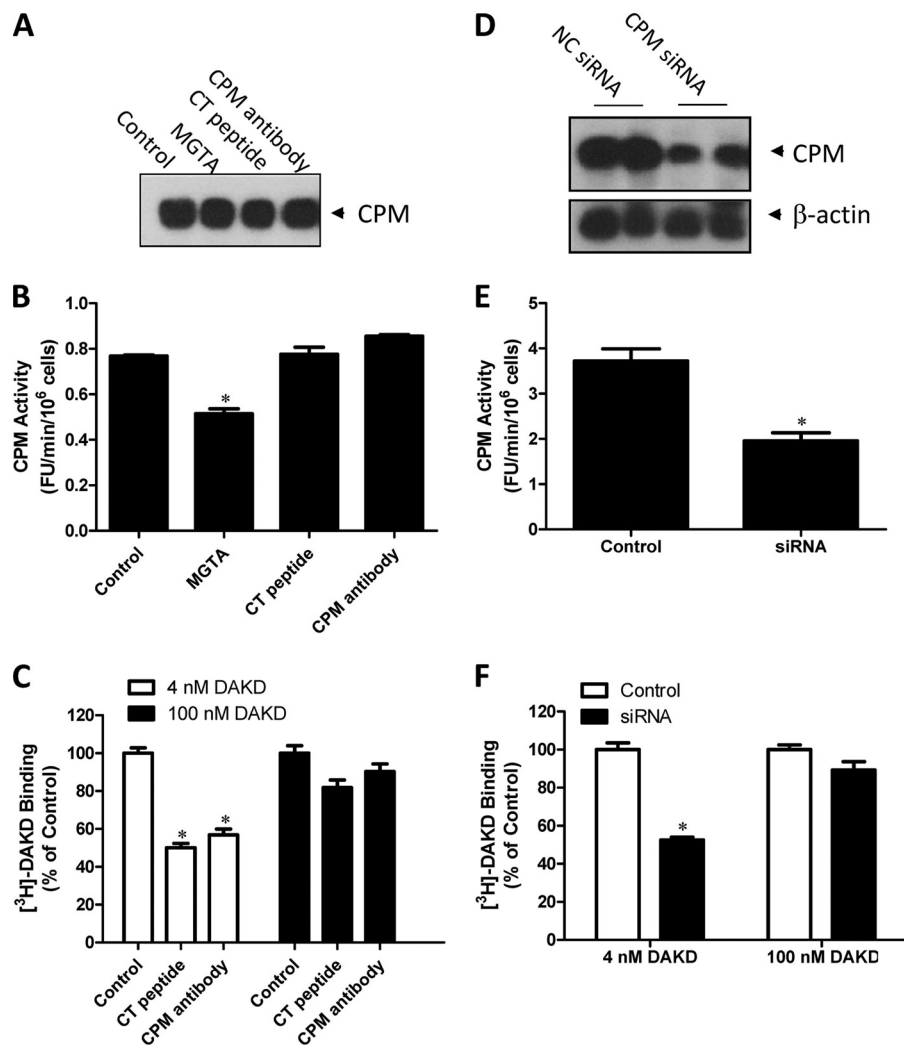 A
Control
MGTA
CT peptide
CPM antibody
CPM
D
NC siRNA
CPM siRNA
CPM
β-actin
B
CPM Activity
(FU/min/10⁶ cells)
1.0
0.8
0.6
0.4
0.2
0.0
*
Control
MGTA
CT peptide
CPM antibody
E
CPM Activity
(FU/min/10⁶ cells)
5
4
3
2
1
0
*
Control
siRNA
C
4 nM DAKD
100 nM DAKD
[³H]-DAKD Binding
(% of Control)
120
100
80
60
40
20
0
*
*
Control
CT peptide
CPM antibody
Control
CT peptide
CPM antibody
F
Control
siRNA
[³H]-DAKD Binding
(% of Control)
120
100
80
60
40
20
0
*
4 nM DAKD
100 nM DAKD